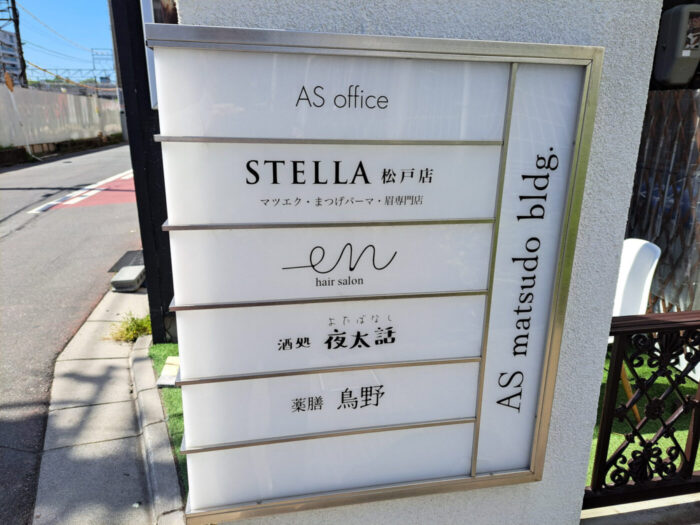 AS office
STELLA 松戸店
マツエク・まつげパーマ・眉専門店
em
hair salon
よたばなし
酒処 夜太話
薬膳 鳥野
AS matsudo bldg.